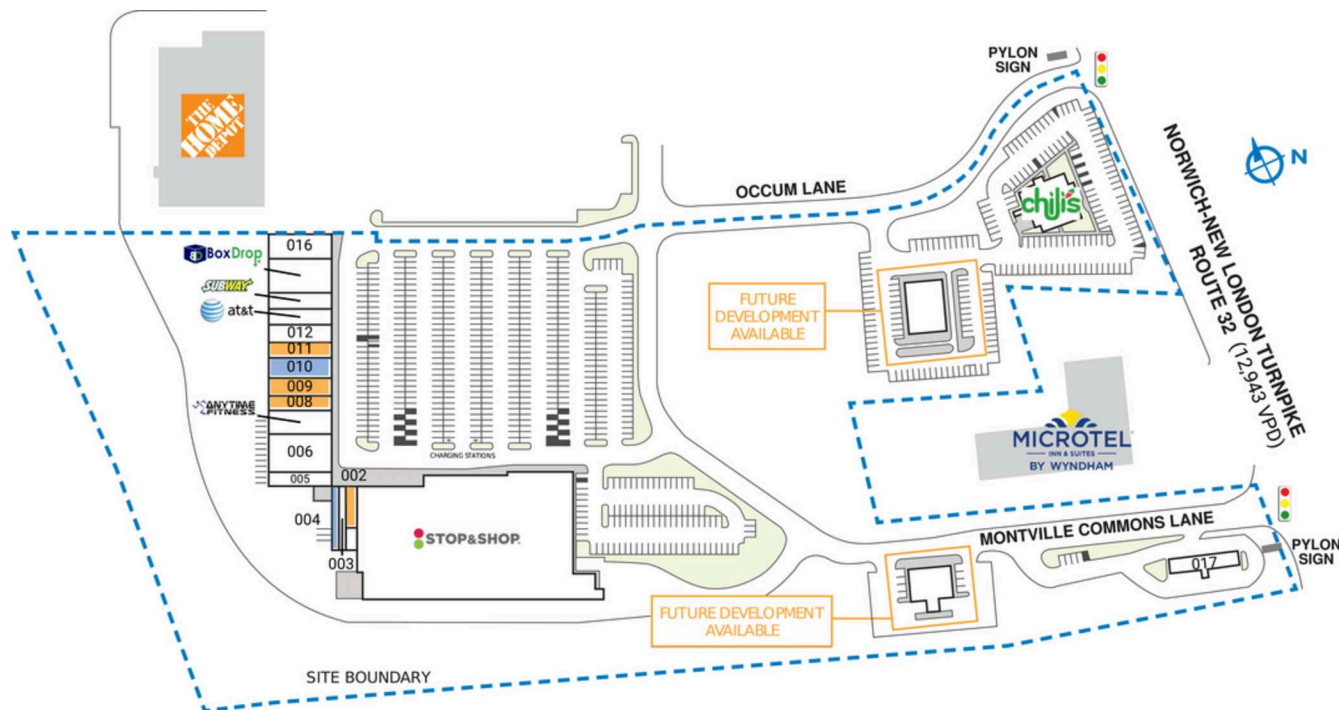 PYLON
SIGN
THE
HOME
DEPOT
NORWICH-NEW LONDON TURNPIKE
ROUTE 32 (12,943 VPD)
N
OCCUM LANE
chili's
016
BoxDrop
SUBWAY
at&t
012
011
010
009
008
ANYTIME
FITNESS
006
005
002
004
003
CHARGING STATIONS
FUTURE
DEVELOPMENT
AVAILABLE
MICROTEL
INN & SUITES
BY WYNDHAM
STOP&SHOP
MONTVILLE COMMONS LANE
PYLON
SIGN
017
FUTURE DEVELOPMENT
AVAILABLE
SITE BOUNDARY